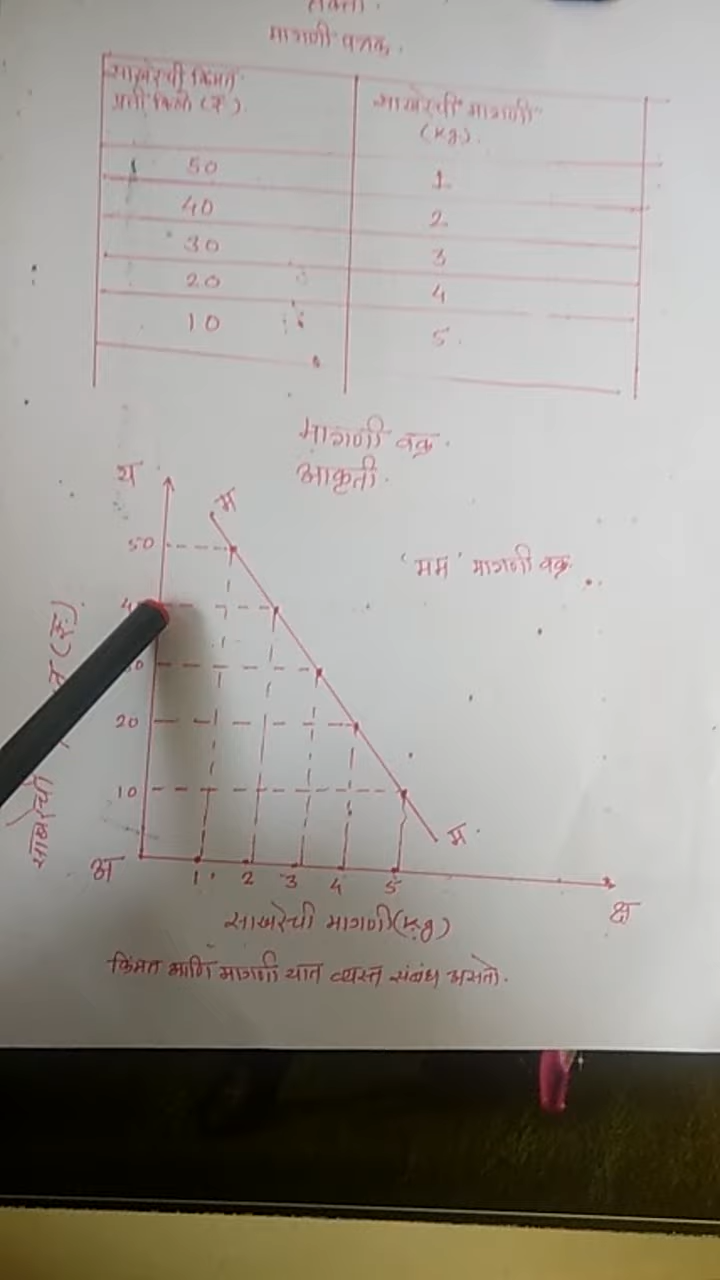 मागणी पत्रक.
साखरेची किंमत
प्रती किलो (₹)
साखरेची मागणी
(kg).
50
1
40
2
30
3
20
4
10
5
मागणी वक्र.
आकृती.
य
म
50
'मम' मागणी वक्र.
20
10
म
अ
1
2
3
4
5
क्ष
साखरेची
(रु.)
साखरेची मागणी (kg)
किंमत आणि मागणी यात व्यस्त संबंध असतो.